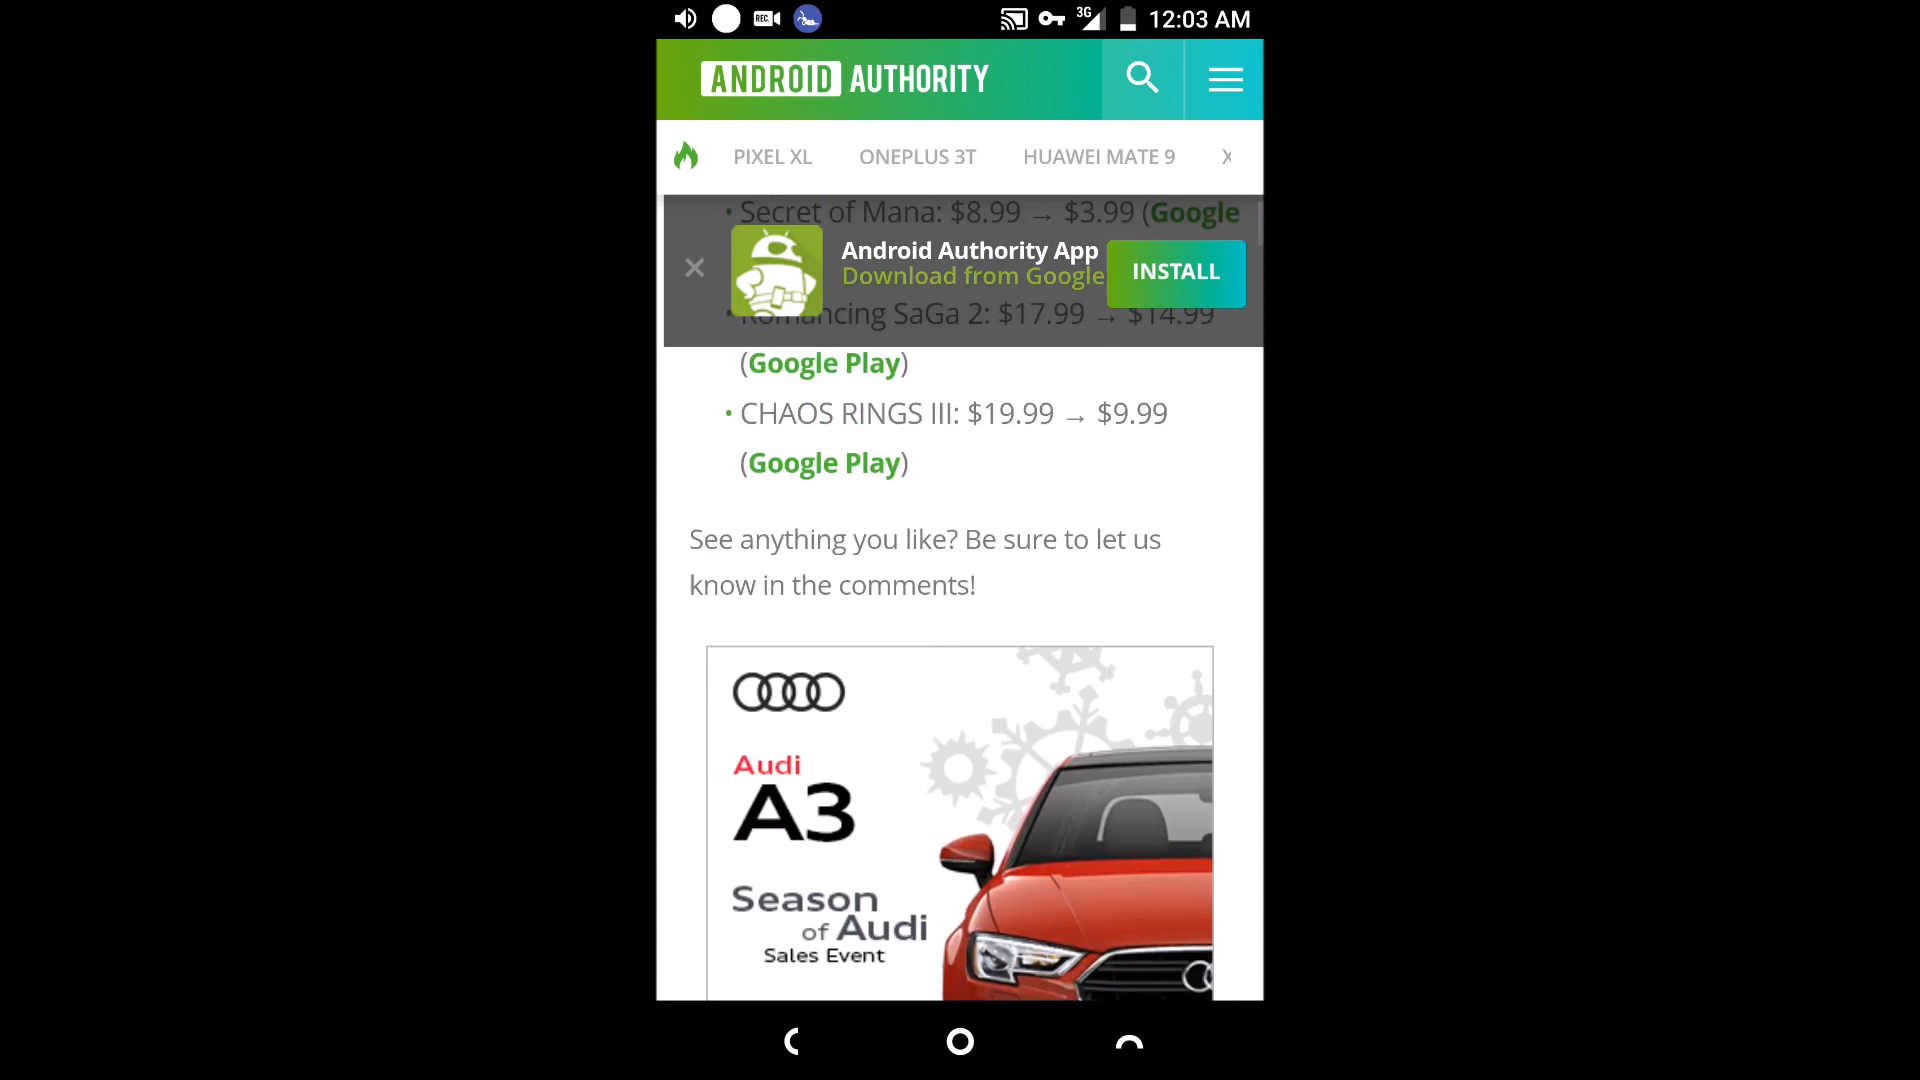 REC. 3G 12:03 AM
ANDROID AUTHORITY
PIXEL XL ONEPLUS 3T HUAWEI MATE 9 X
• Secret of Mana: $8.99 → $3.99 (Google
Android Authority App
Download from Google
INSTALL
• Romancing SaGa 2: $17.99 → $14.99
(Google Play)
• CHAOS RINGS III: $19.99 → $9.99
(Google Play)
See anything you like? Be sure to let us
know in the comments!
Audi
A3
Season
of Audi
Sales Event